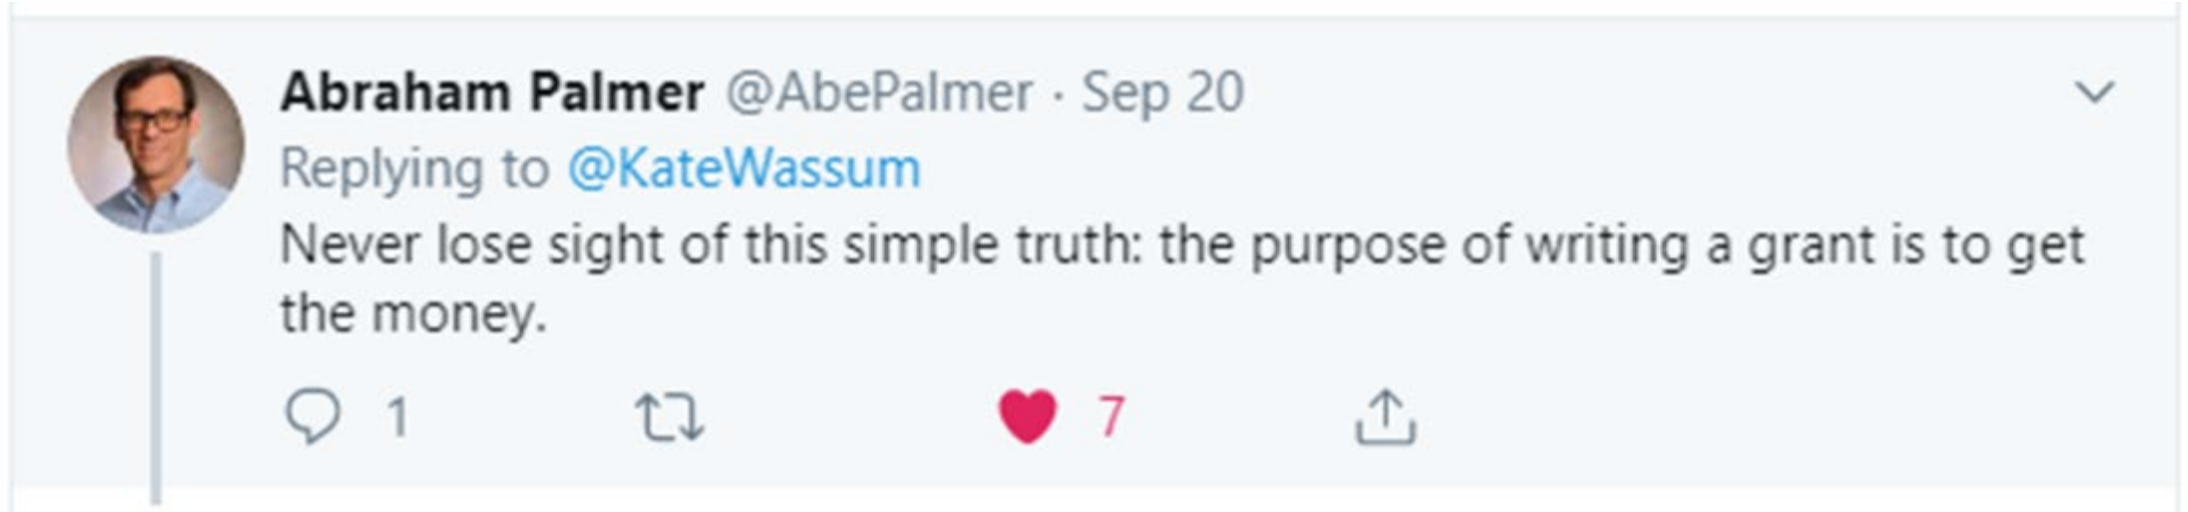 Abraham Palmer @AbePalmer · Sep 20
Replying to @KateWassum
Never lose sight of this simple truth: the purpose of writing a grant is to get
the money.
1 7